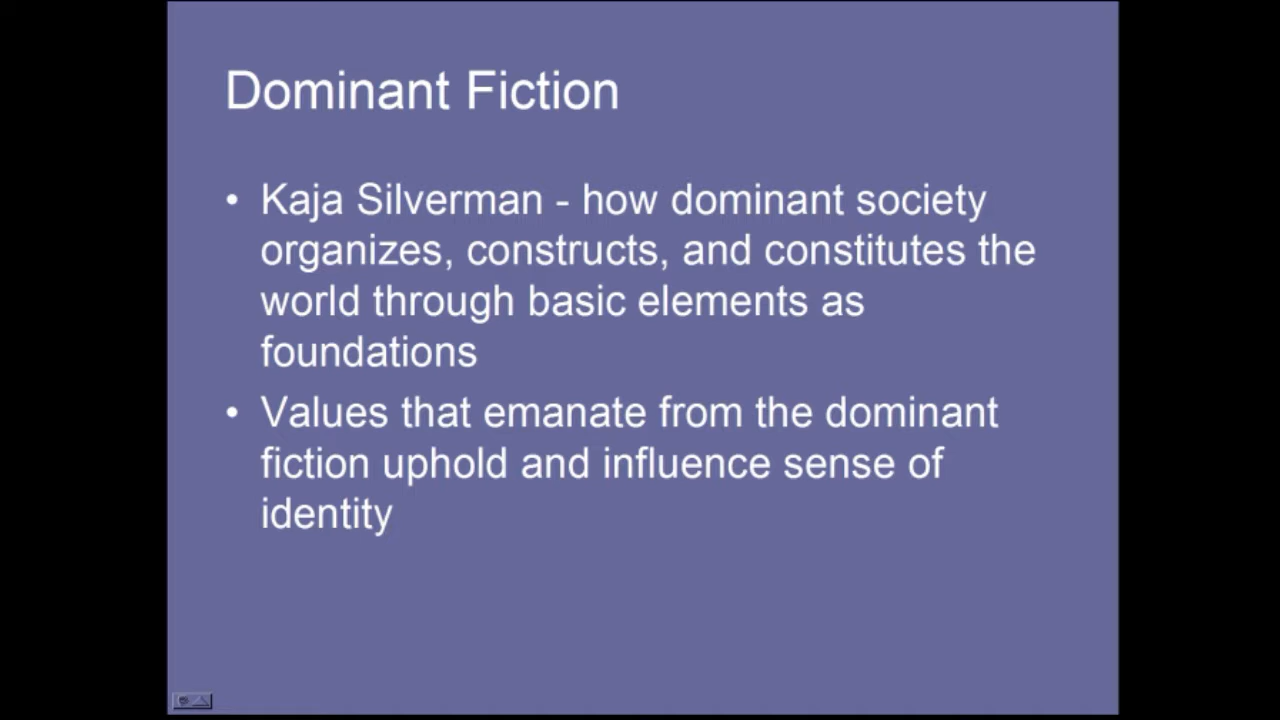 Dominant Fiction
• Kaja Silverman - how dominant society
organizes, constructs, and constitutes the
world through basic elements as
foundations
• Values that emanate from the dominant
fiction uphold and influence sense of
identity